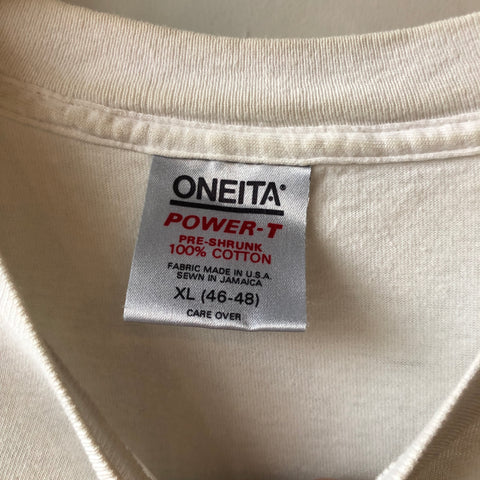 ONEITA®
POWER-T
PRE-SHRUNK
100% COTTON
FABRIC MADE IN U.S.A.
SEWN IN JAMAICA
XL (46-48)
CARE OVER